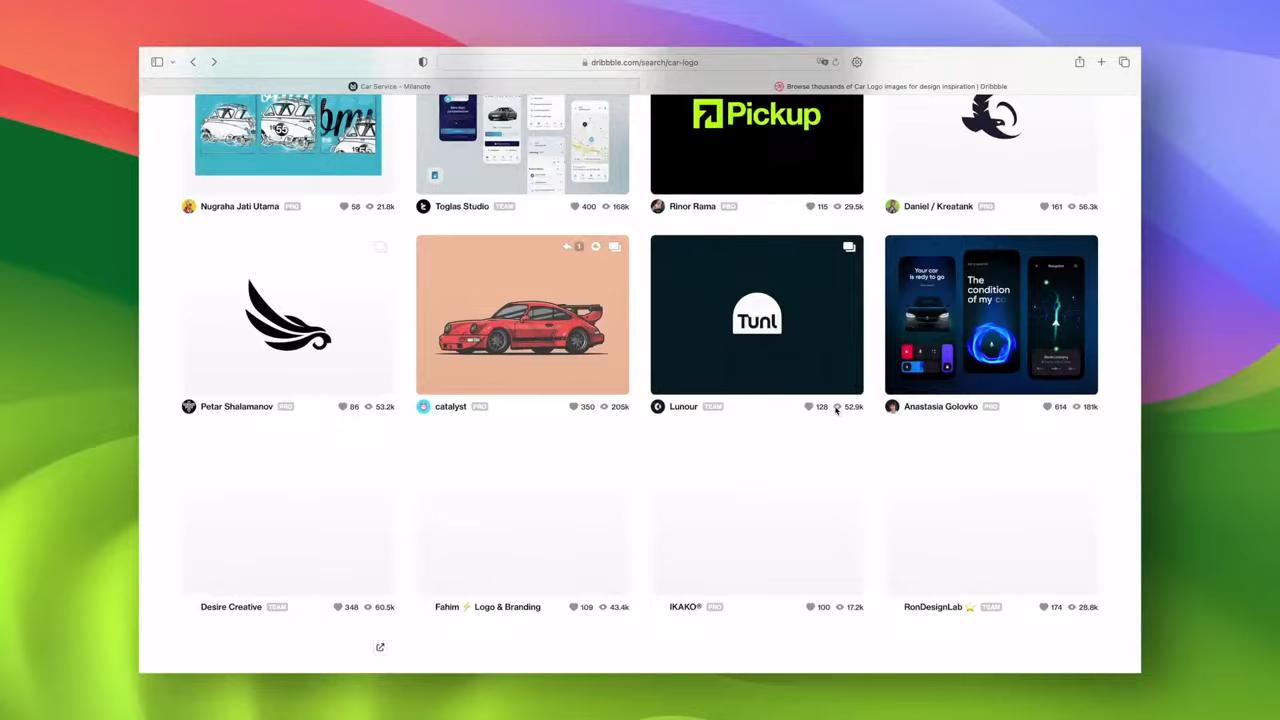 dribbble.com/search/car-logo
Car Service – Milanote
Browse thousands of Car Logo images for design inspiration | Dribbble
55
bm
Pickup
Nugraha Jati Utama PRO 58 21.8k
Toglas Studio TEAM 400 168k
Rinor Rama PRO 115 29.5k
Daniel / Kreatank PRO 161 56.3k
1
Tunl
Your car
is redy to go
The
condition
of my co
Petar Shalamanov PRO 86 53.2k
catalyst PRO 350 205k
Lunour TEAM 128 52.9k
Anastasia Golovko PRO 614 181k
Desire Creative TEAM 348 60.5k
Fahim ⚡ Logo & Branding 109 43.4k
IKAKO® PRO 100 17.2k
RonDesignLab ⭐ TEAM 174 28.8k